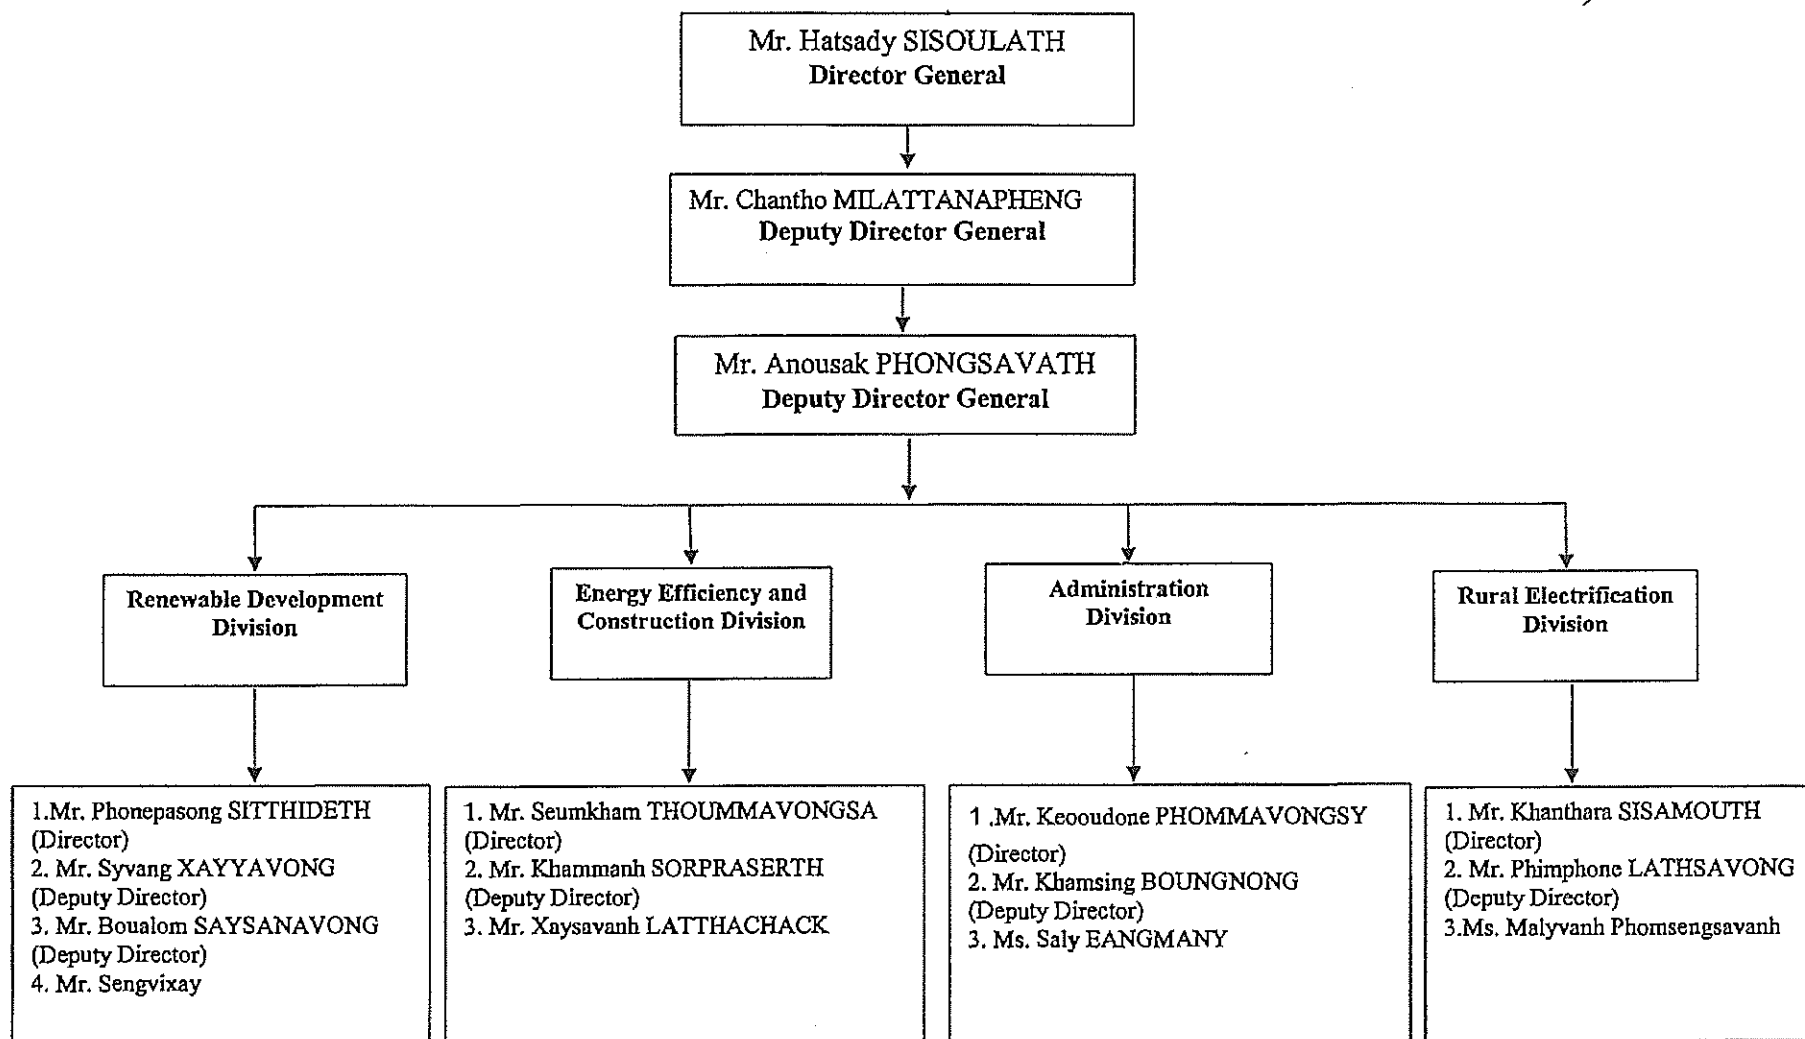 Mr. Hatsady SISOULATH
Director General
Mr. Chantho MILATTANAPHENG
Deputy Director General
Mr. Anousak PHONGSAVATH
Deputy Director General
Renewable Development
Division
Energy Efficiency and
Construction Division
Administration
Division
Rural Electrification
Division
1.Mr. Phonepasong SITTHIDETH
(Director)
2. Mr. Syvang XAYYAVONG
(Deputy Director)
3. Mr. Boualom SAYSANAVONG
(Deputy Director)
4. Mr. Sengvixay
1. Mr. Seumkham THOUMMAVONGSA
(Director)
2. Mr. Khammanh SORPRASERTH
(Deputy Director)
3. Mr. Xaysavanh LATTHACHACK
1 .Mr. Keooudone PHOMMAVONGSY
(Director)
2. Mr. Khamsing BOUNGNONG
(Deputy Director)
3. Ms. Saly EANGMANY
1. Mr. Khanthara SISAMOUTH
(Director)
2. Mr. Phimphone LATHSAVONG
(Deputy Director)
3.Ms. Malyvanh Phomsengsavanh